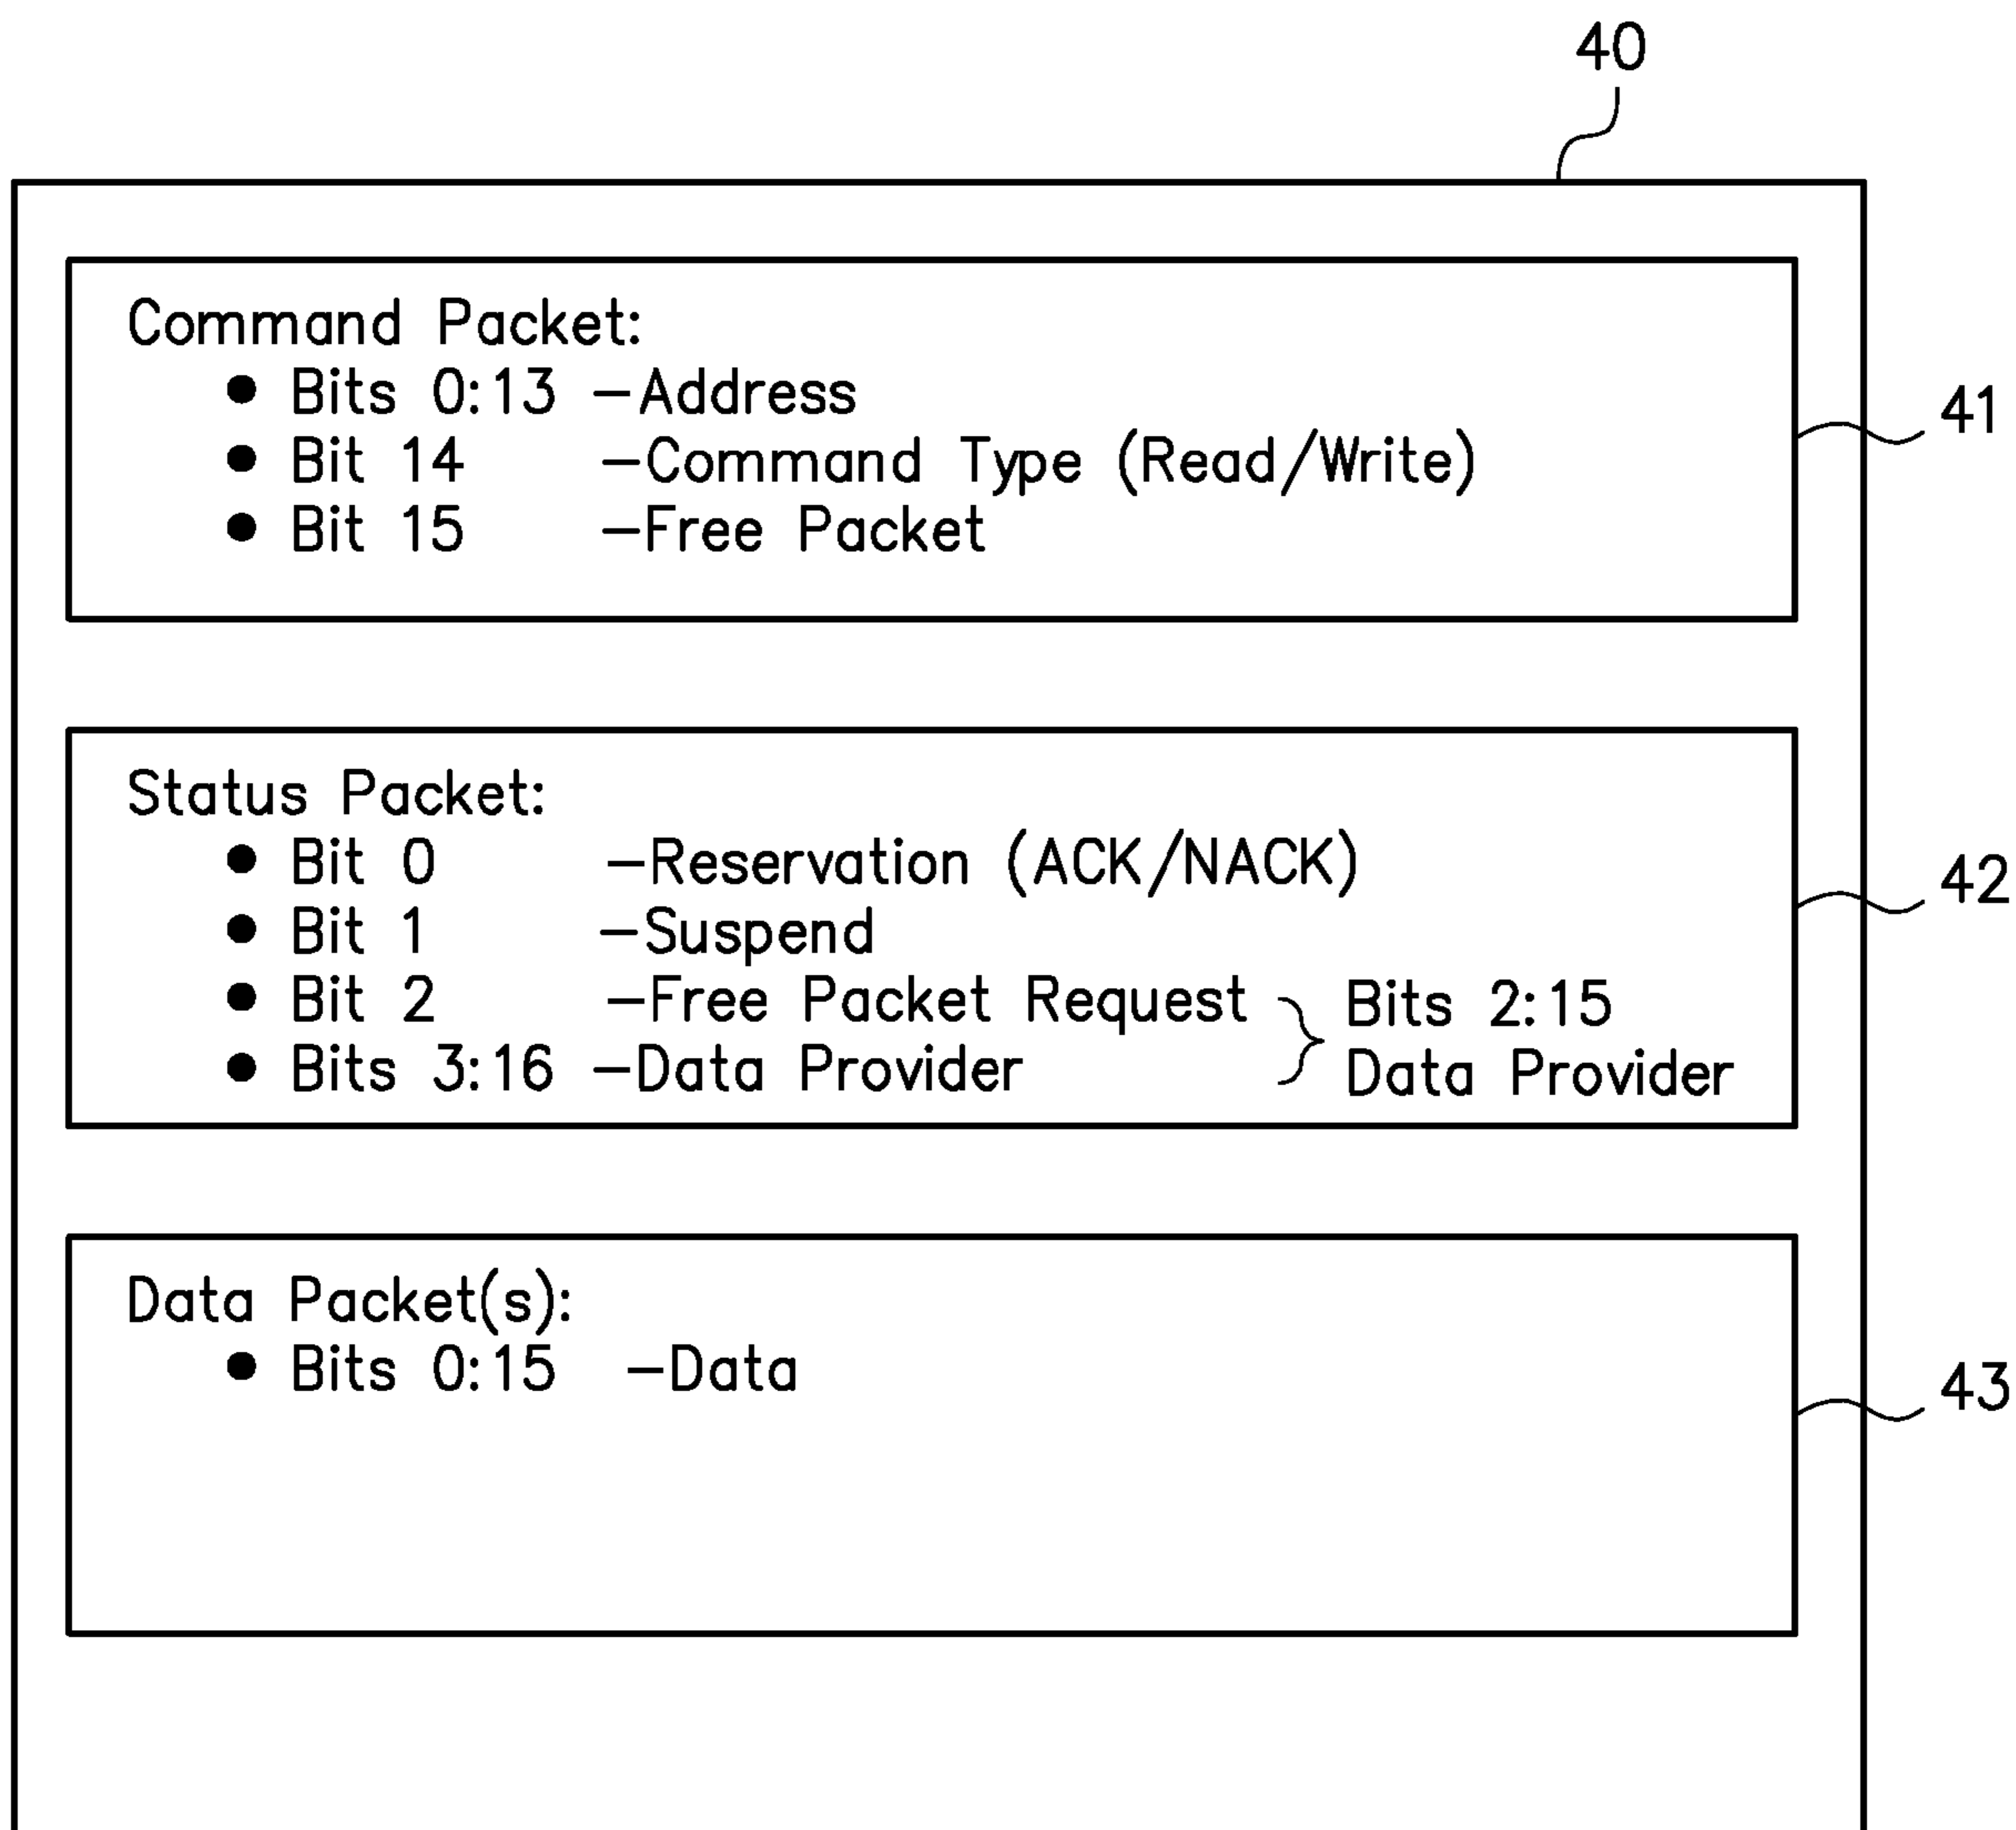 40
Command Packet:
● Bits 0:13 –Address
● Bit 14 –Command Type (Read/Write)
● Bit 15 –Free Packet
41
Status Packet:
● Bit 0 –Reservation (ACK/NACK)
● Bit 1 –Suspend
● Bit 2 –Free Packet Request
● Bits 3:16 –Data Provider
Bits 2:15
Data Provider
42
Data Packet(s):
● Bits 0:15 –Data
43